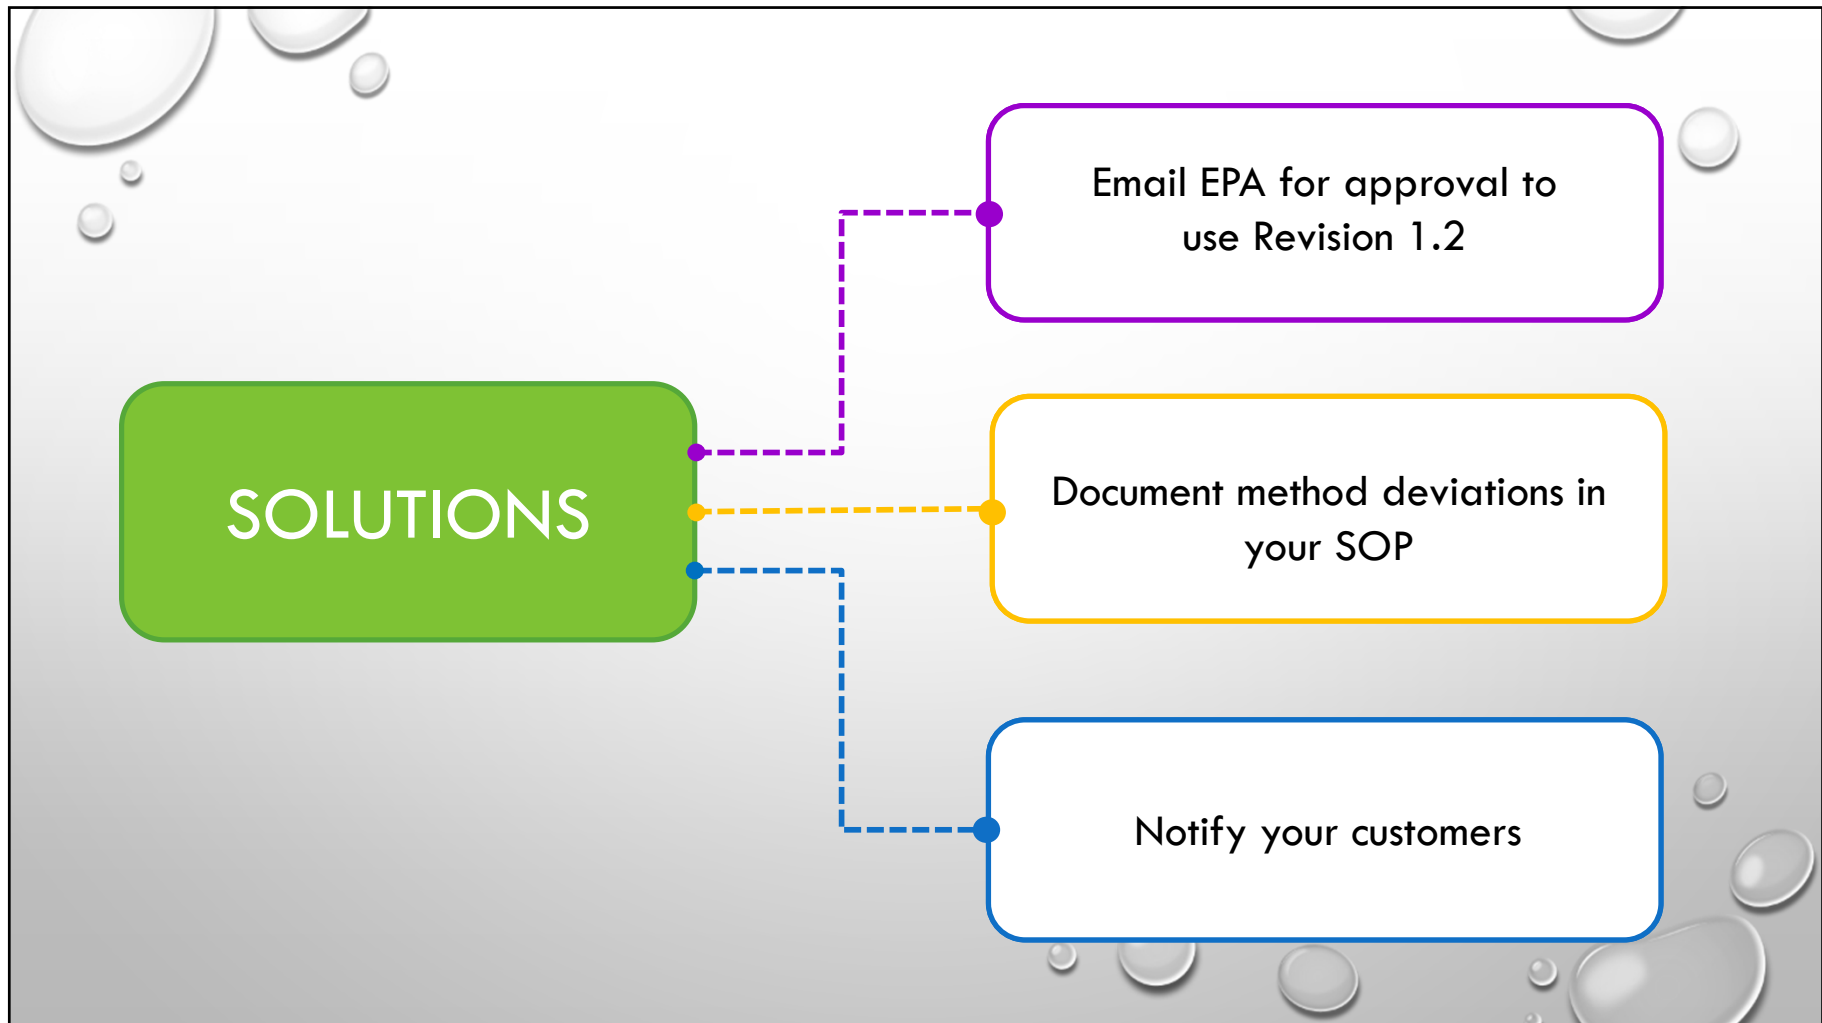 SOLUTIONS
Email EPA for approval to
use Revision 1.2
Document method deviations in
your SOP
Notify your customers